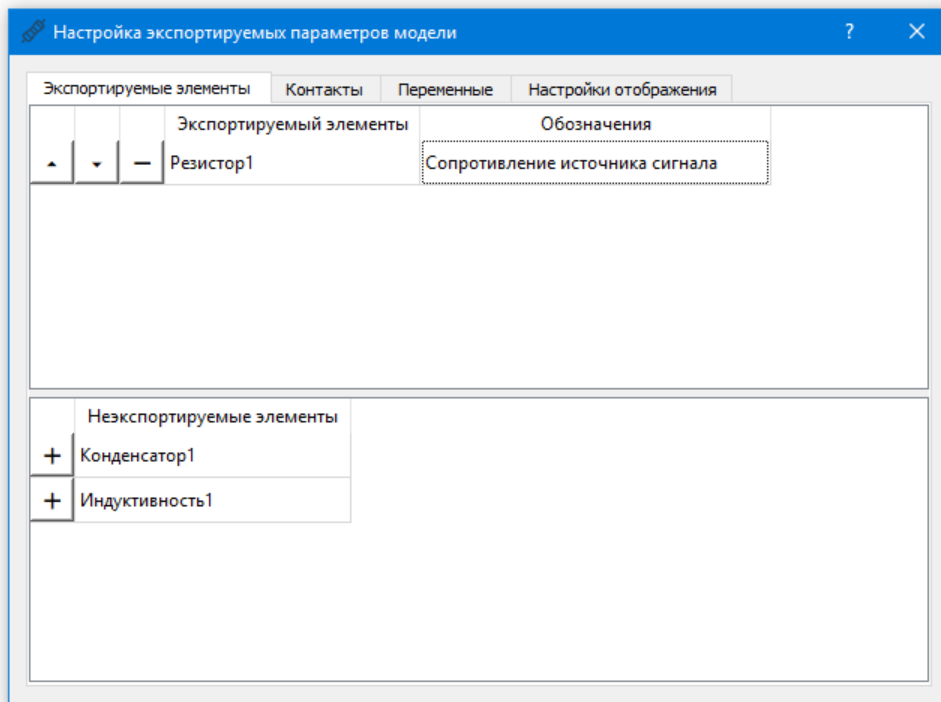 Настройка экспортируемых параметров модели
Экспортируемые элементы Контакты Переменные Настройки отображения
Экспортируемый элементы Обозначения
Резистор1 Сопротивление источника сигнала
Неэкспортируемые элементы
Конденсатор1
Индуктивность1